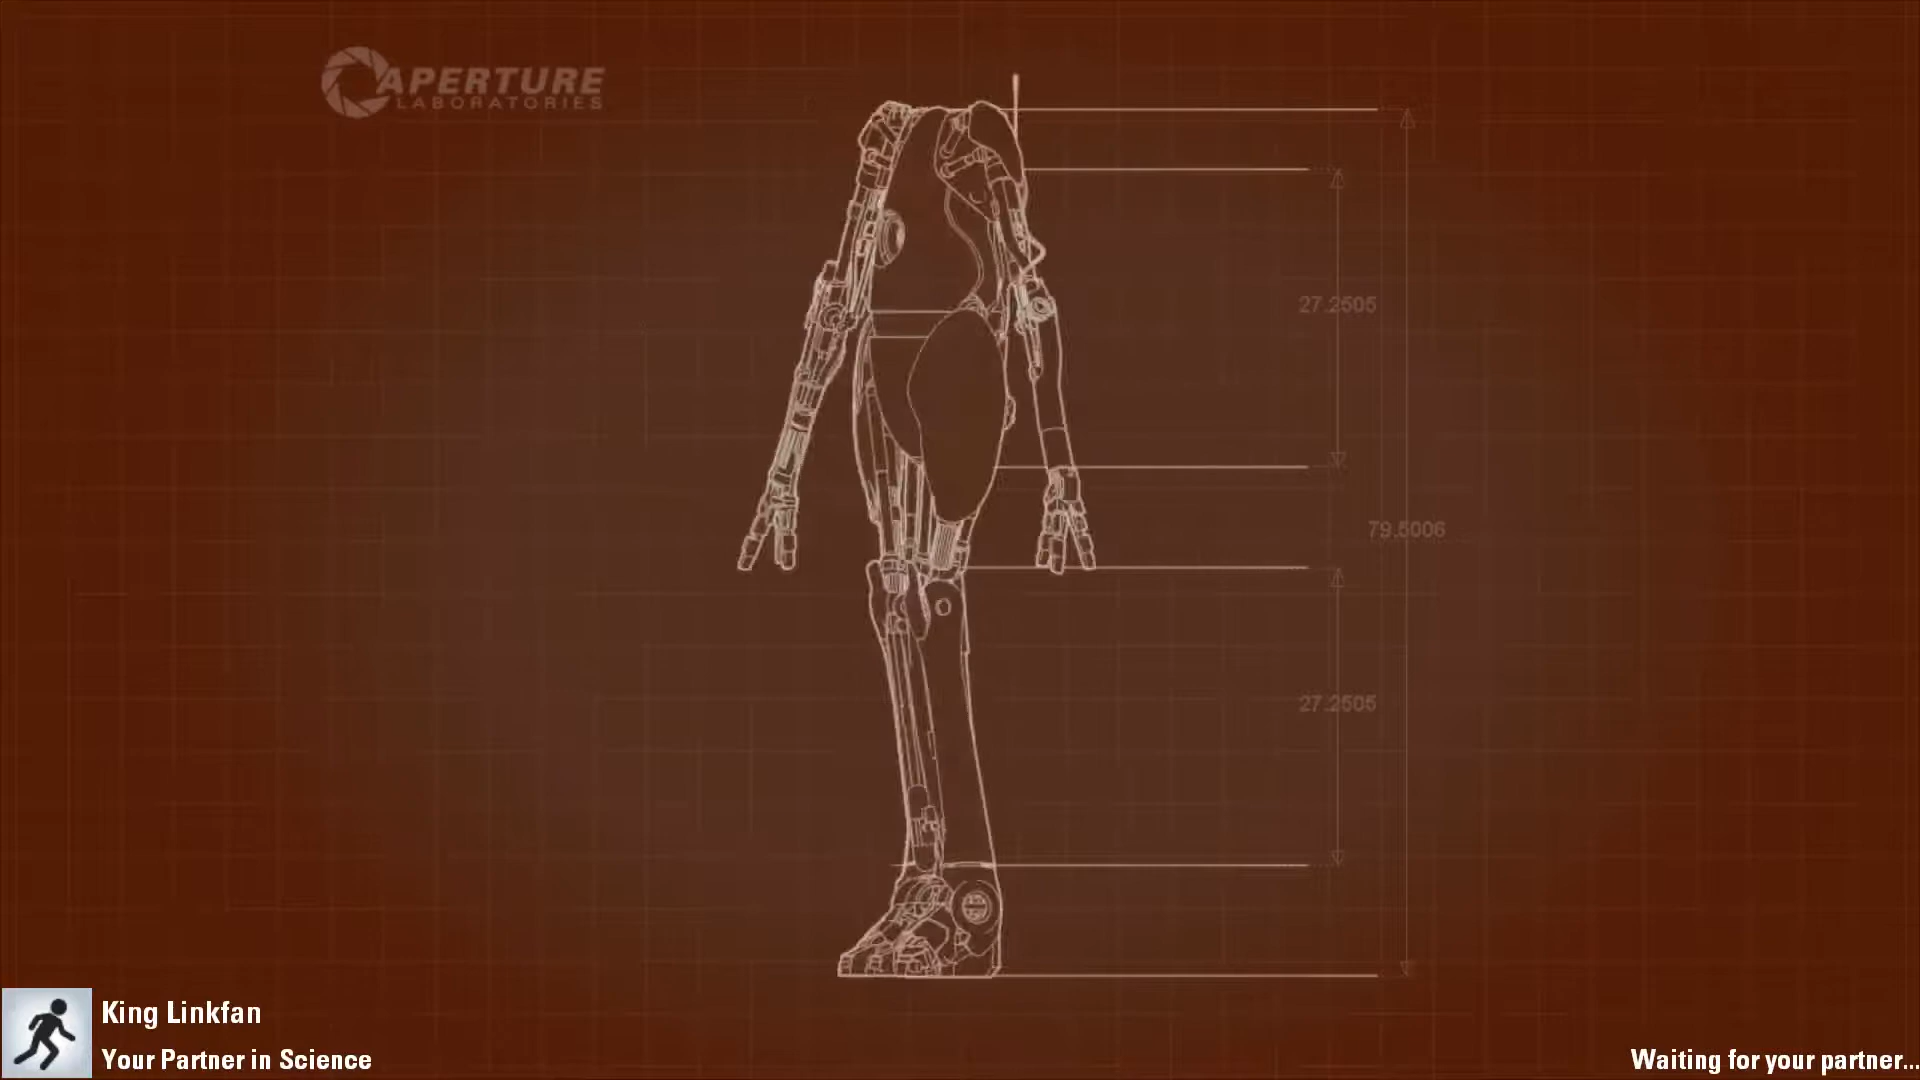 APERTURE
LABORATORIES
27.2505
79.5006
27.2505
King Linkfan
Your Partner in Science
Waiting for your partner...